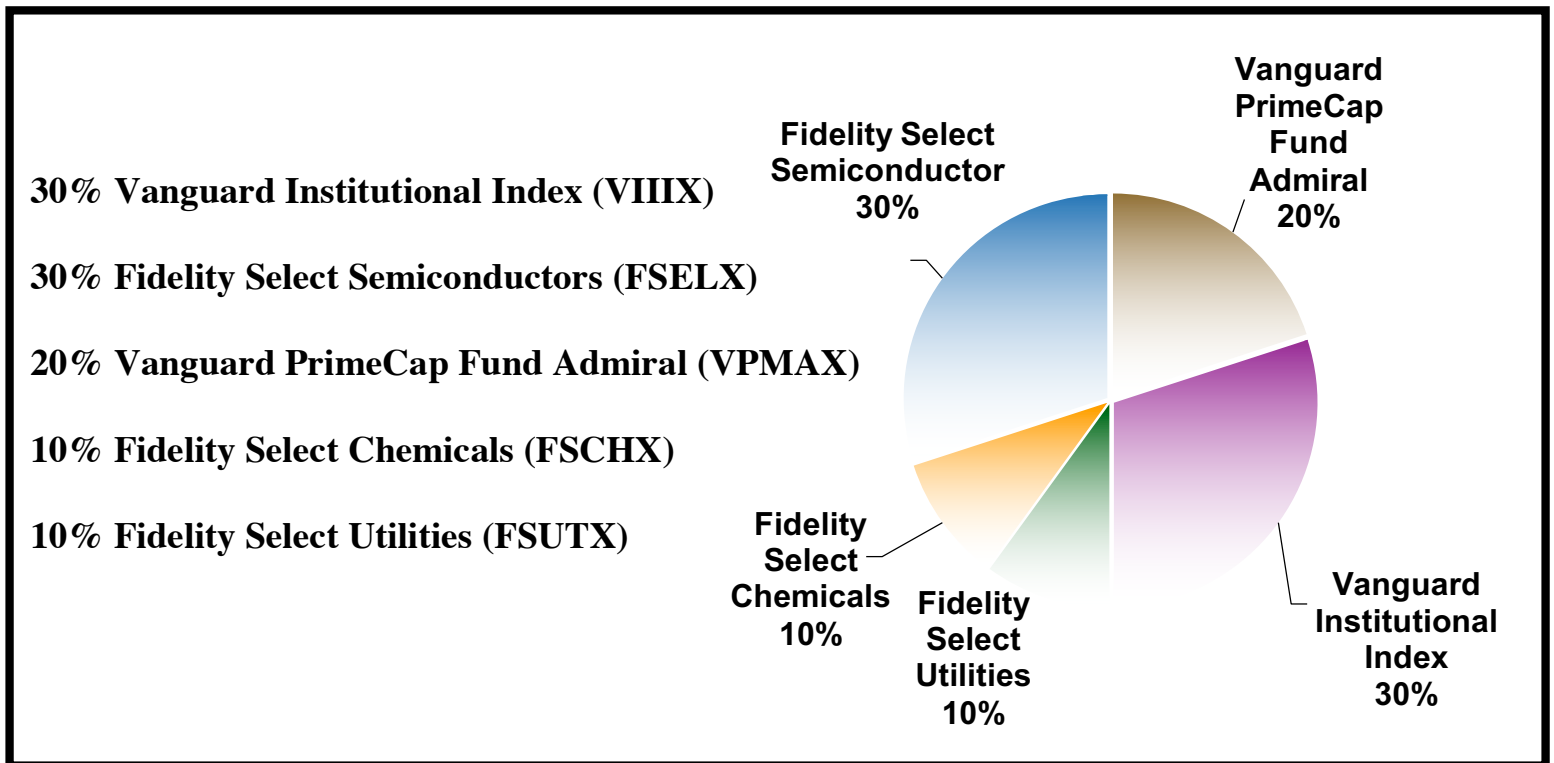 30% Vanguard Institutional Index (VIIIX)
30% Fidelity Select Semiconductors (FSELX)
20% Vanguard PrimeCap Fund Admiral (VPMAX)
10% Fidelity Select Chemicals (FSCHX)
10% Fidelity Select Utilities (FSUTX)
Fidelity Select
Semiconductor
30%
Vanguard
PrimeCap
Fund
Admiral
20%
Fidelity
Select
Chemicals
10%
Fidelity
Select
Utilities
10%
Vanguard
Institutional
Index
30%